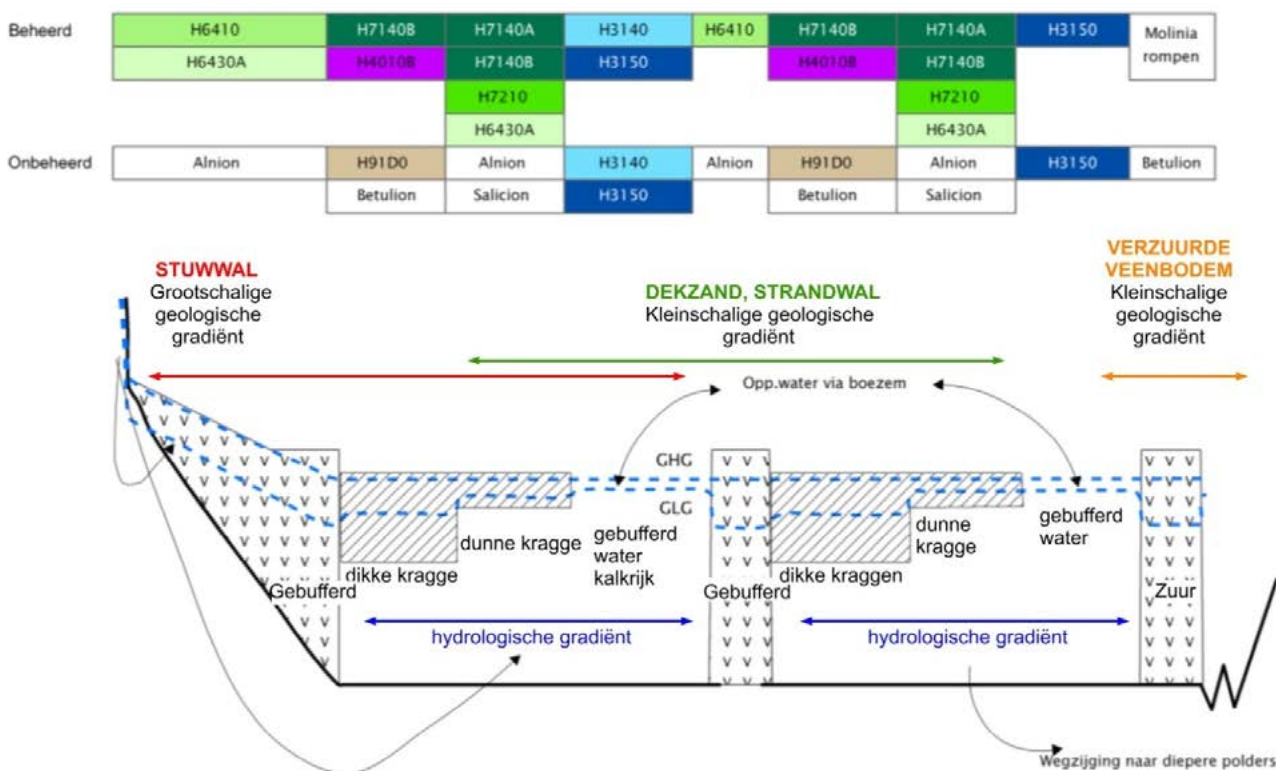 Beheerd H6410 H7140B H7140A H3140 H6410 H7140B H7140A H3150 Molinia rompen
H6430A H4010B H7140B H3150 H4010B H7140B
H7210 H7210
H6430A H6430A
Onbeheerd Alnion H91D0 Alnion H3140 Alnion H91D0 Alnion H3150 Betulion
Betulion Salicion H3150 Betulion Salicion
STUWWAL
Grootschalige
geologische
gradiënt
DEKZAND, STRANDWAL
Kleinschalige geologische
gradiënt
VERZUURDE
VEENBODEM
Kleinschalige
geologische
gradiënt
Opp.water via boezem
GHG
GLG
dikke kragge
dunne kragge
gebufferd
water
kalkrijk
dikke kraggen
dunne
kragge
gebufferd
water
Gebufferd
Gebufferd
Zuur
hydrologische gradiënt
hydrologische gradiënt
Wegzijging naar diepere polders